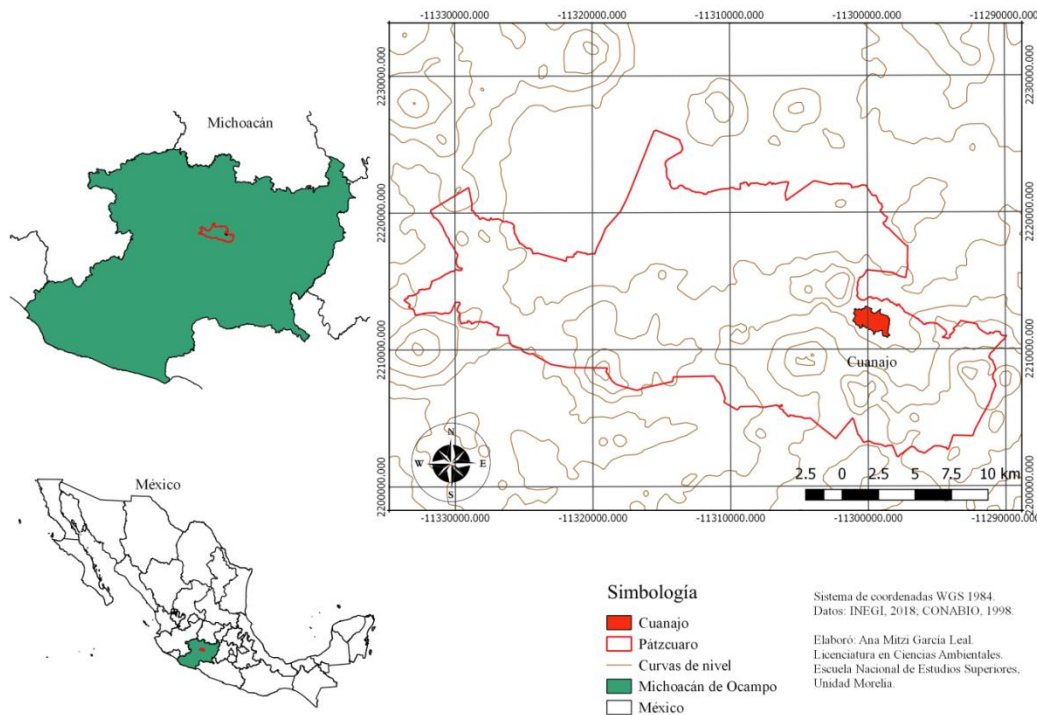 Michoacán
México
-11330000.000 -11320000.000 -11310000.000 -11300000.000 -11290000.000
2230000.000 2230000.000
2220000.000 2220000.000
2210000.000 2210000.000
2200000.000 2200000.000
Cuanajo
N
W E
S
2.5 0 2.5 5 7.5 10 km
-11330000.000 -11320000.000 -11310000.000 -11300000.000 -11290000.000
Simbología
Cuanajo
Pátzcuaro
Curvas de nivel
Michoacán de Ocampo
México
Sistema de coordenadas WGS 1984.
Datos: INEGI, 2018; CONABIO, 1998.
Elaboró: Ana Mitzi García Leal.
Licenciatura en Ciencias Ambientales.
Escuela Nacional de Estudios Superiores,
Unidad Morelia.